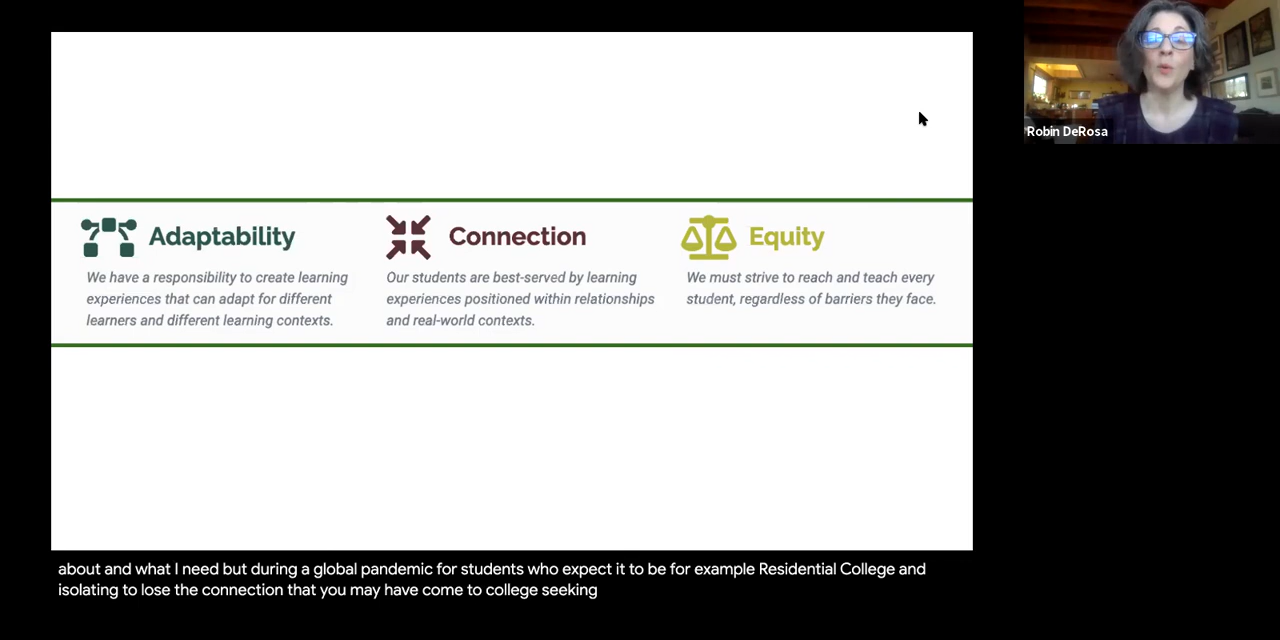 Robin DeRosa
Adaptability
We have a responsibility to create learning
experiences that can adapt for different
learners and different learning contexts.
Connection
Our students are best-served by learning
experiences positioned within relationships
and real-world contexts.
Equity
We must strive to reach and teach every
student, regardless of barriers they face.
about and what I need but during a global pandemic for students who expect it to be for example Residential College and
isolating to lose the connection that you may have come to college seeking